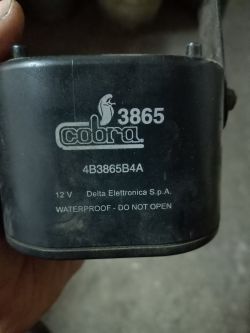 3865
cobra
4B3865B4A
12 V Delta Elettronica S.p.A.
WATERPROOF - DO NOT OPEN